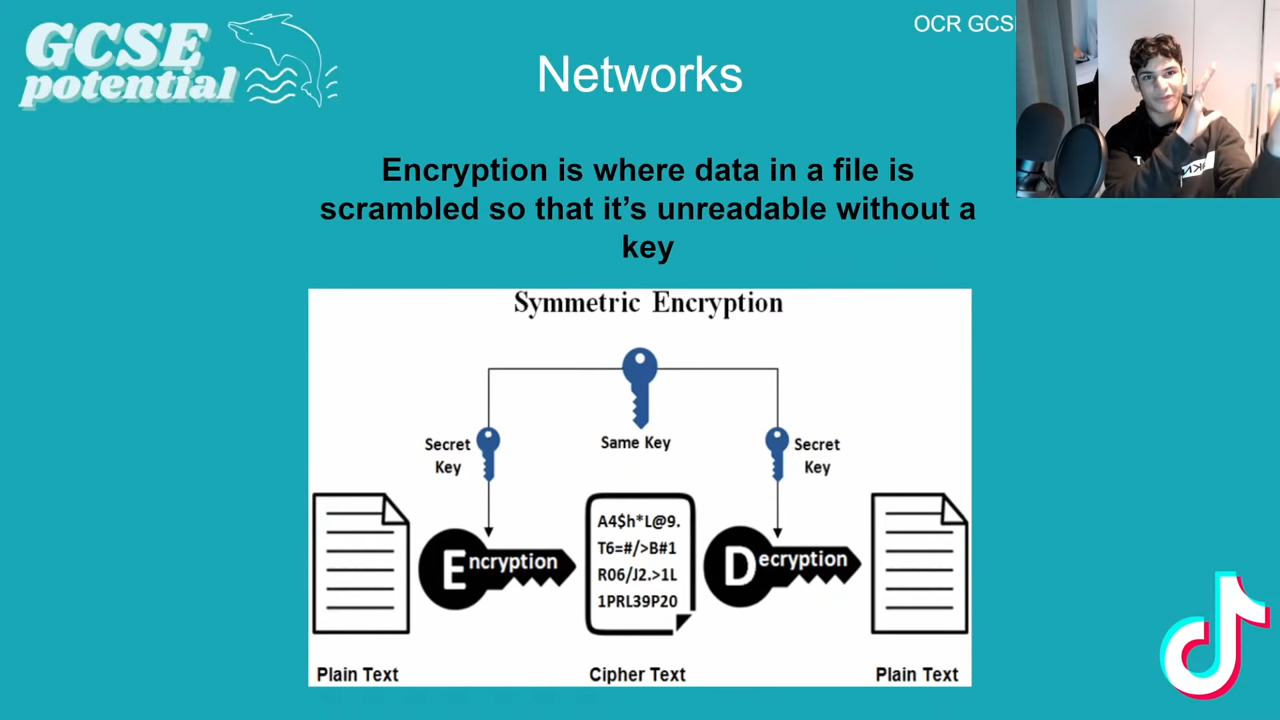 GCSE
potential
OCR GCS
Networks
Encryption is where data in a file is
scrambled so that it's unreadable without a
key
Symmetric Encryption
Secret
Key
Same Key
Secret
Key
A4$h*L@9.
T6=#/>B#1
R06/J2.>1L
1PRL39P20
Encryption
Decryption
Plain Text
Cipher Text
Plain Text